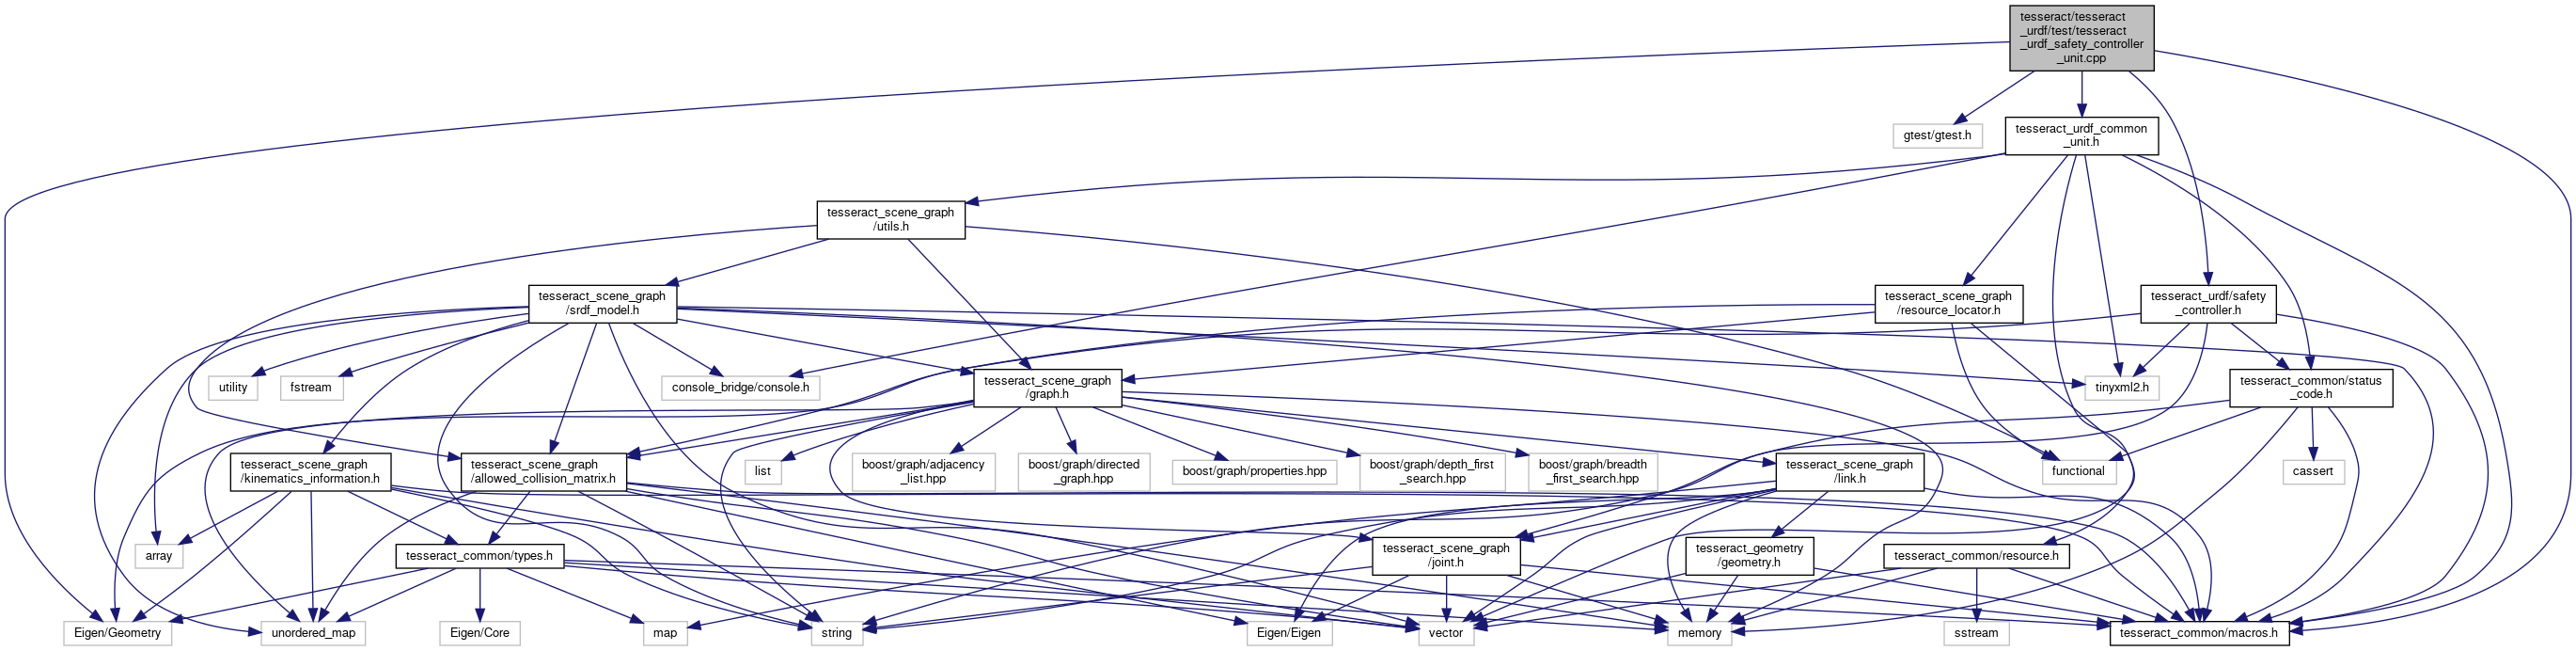 tesseract/tesseract
_urdf/test/tesseract
_urdf_safety_controller
_unit.cpp
gtest/gtest.h
tesseract_urdf_common
_unit.h
tesseract_scene_graph
/utils.h
tesseract_scene_graph
/srdf_model.h
tesseract_scene_graph
/resource_locator.h
tesseract_urdf/safety
_controller.h
utility
fstream
console_bridge/console.h
tesseract_scene_graph
/graph.h
tinyxml2.h
tesseract_common/status
_code.h
tesseract_scene_graph
/kinematics_information.h
tesseract_scene_graph
/allowed_collision_matrix.h
list
boost/graph/adjacency
_list.hpp
boost/graph/directed
_graph.hpp
boost/graph/properties.hpp
boost/graph/depth_first
_search.hpp
boost/graph/breadth
_first_search.hpp
tesseract_scene_graph
/link.h
functional
cassert
array
tesseract_common/types.h
tesseract_scene_graph
/joint.h
tesseract_geometry
/geometry.h
tesseract_common/resource.h
Eigen/Geometry
unordered_map
Eigen/Core
map
string
Eigen/Eigen
vector
memory
sstream
tesseract_common/macros.h